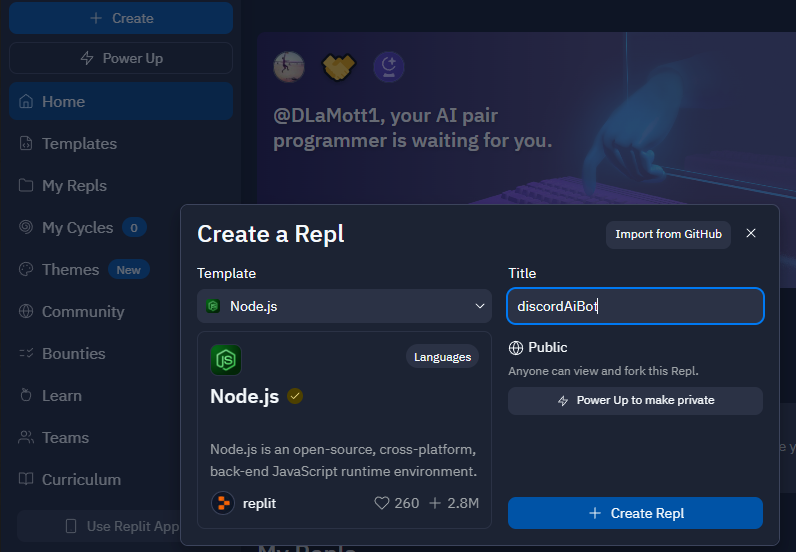 Create
Power Up
Home
Templates
My Repls
My Cycles 0
Themes New
Community
Bounties
Learn
Teams
Curriculum
Use Replit App
@DLaMott1, your AI pair
programmer is waiting for you.
Create a Repl
Import from GitHub
Template
Node.js
JS
Languages
Node.js
Node.js is an open-source, cross-platform,
back-end JavaScript runtime environment.
replit
260
2.8M
Title
discordAiBot
Public
Anyone can view and fork this Repl.
Power Up to make private
Create Repl